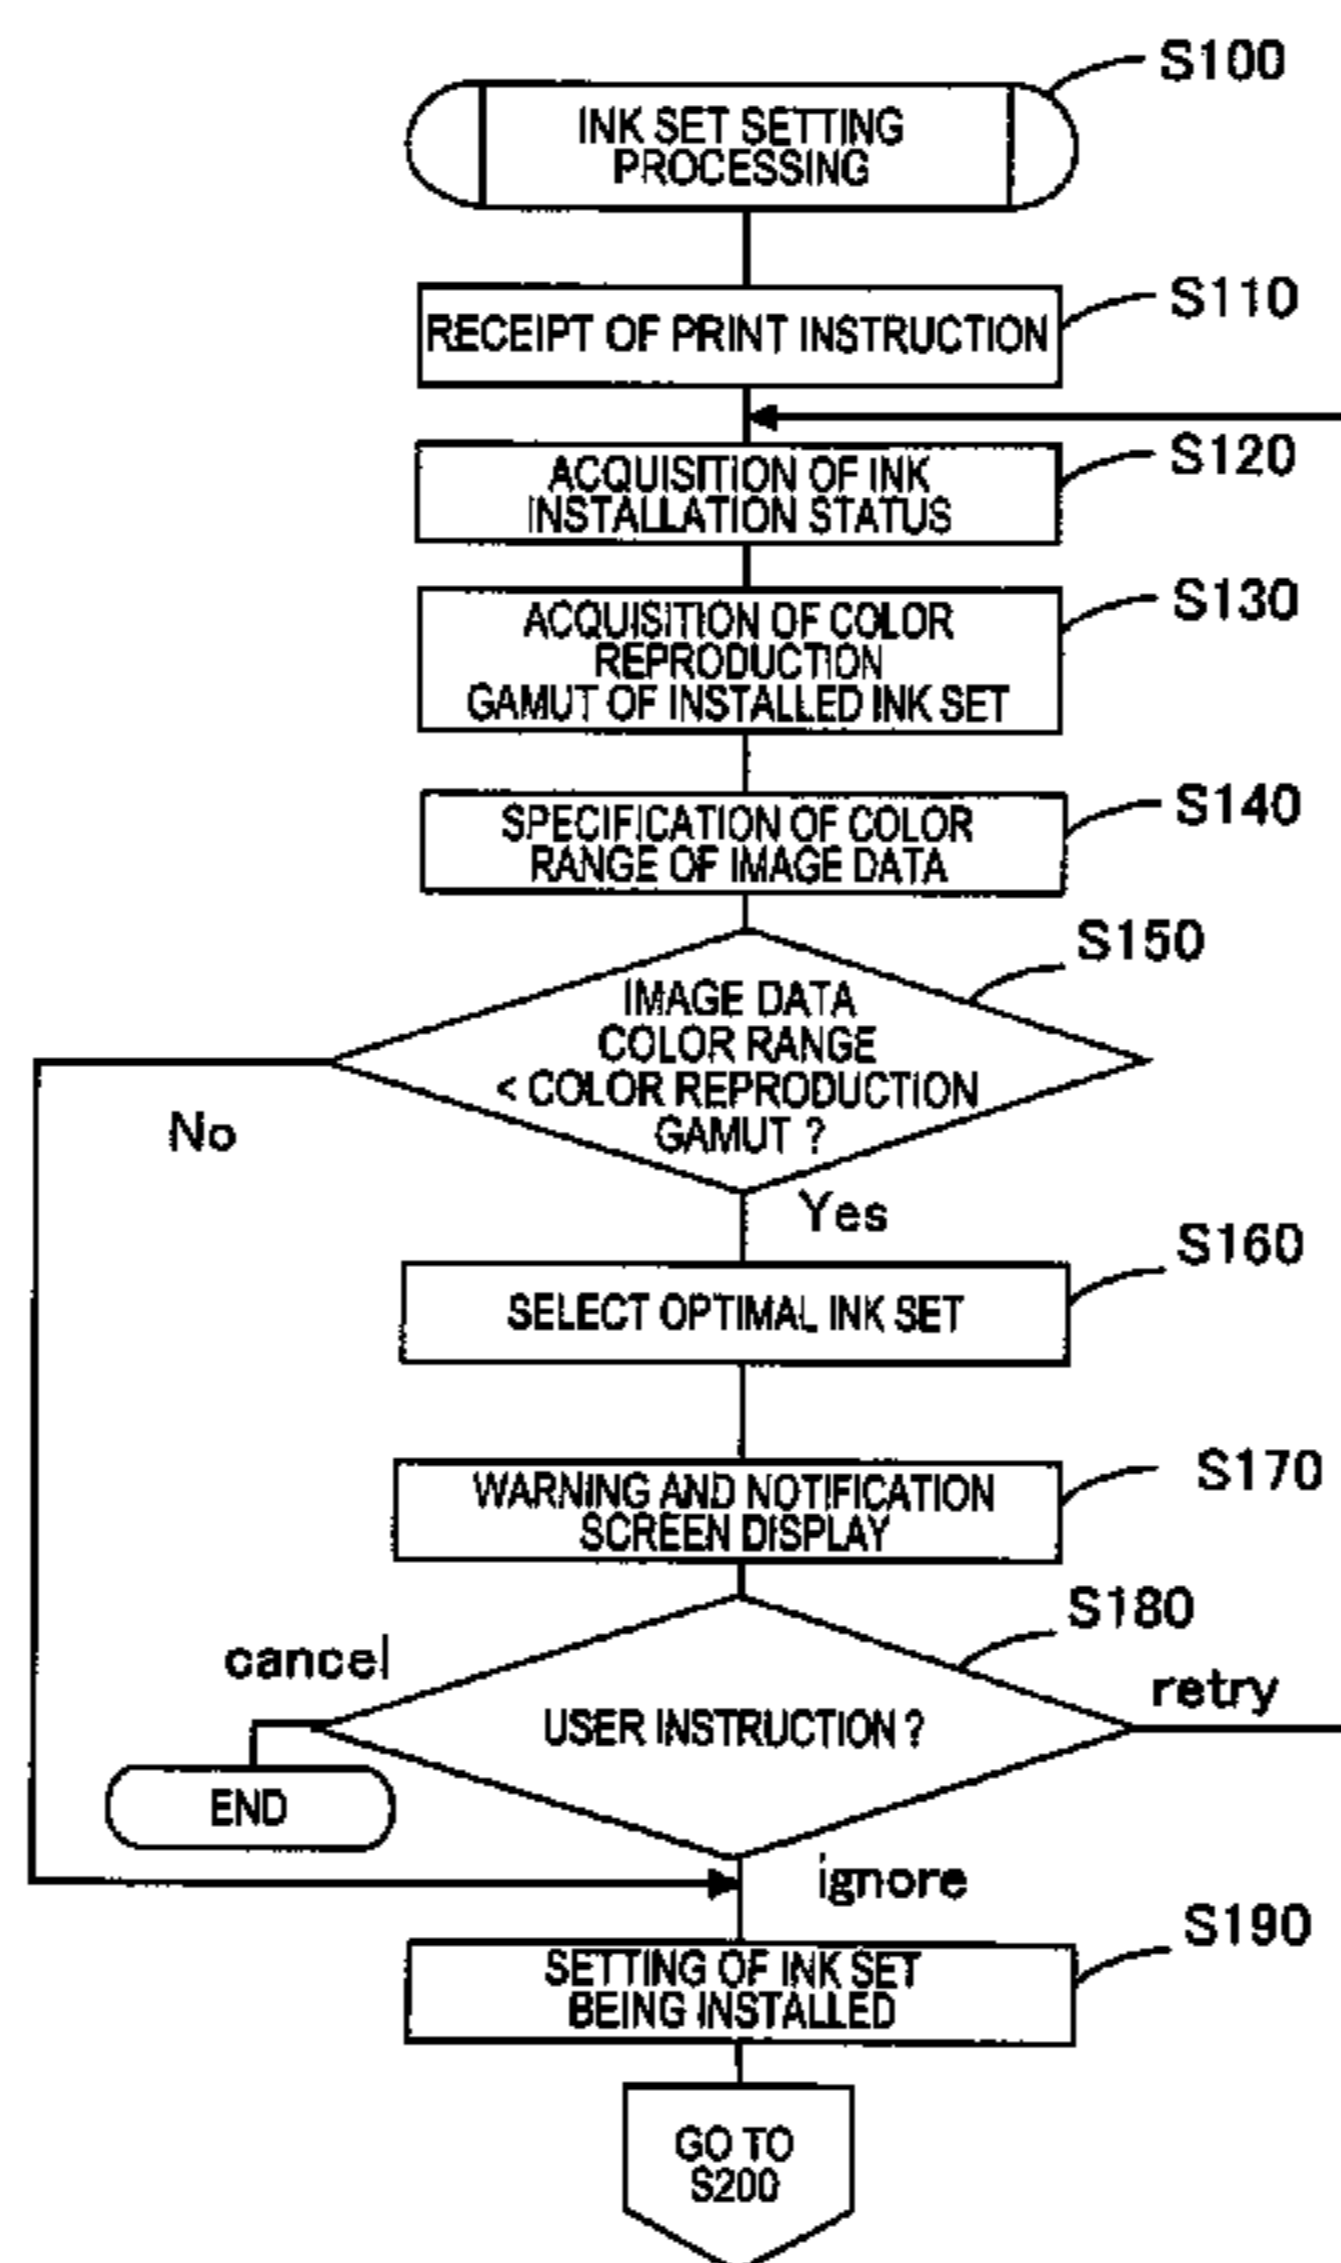 S100
INK SET SETTING
PROCESSING
S110
RECEIPT OF PRINT INSTRUCTION
S120
ACQUISITION OF INK
INSTALLATION STATUS
S130
ACQUISITION OF COLOR
REPRODUCTION
GAMUT OF INSTALLED INK SET
S140
SPECIFICATION OF COLOR
RANGE OF IMAGE DATA
S150
IMAGE DATA
COLOR RANGE
< COLOR REPRODUCTION
GAMUT ?
No
Yes
S160
SELECT OPTIMAL INK SET
S170
WARNING AND NOTIFICATION
SCREEN DISPLAY
S180
cancel
retry
USER INSTRUCTION ?
END
ignore
S190
SETTING OF INK SET
BEING INSTALLED
GO TO
S200